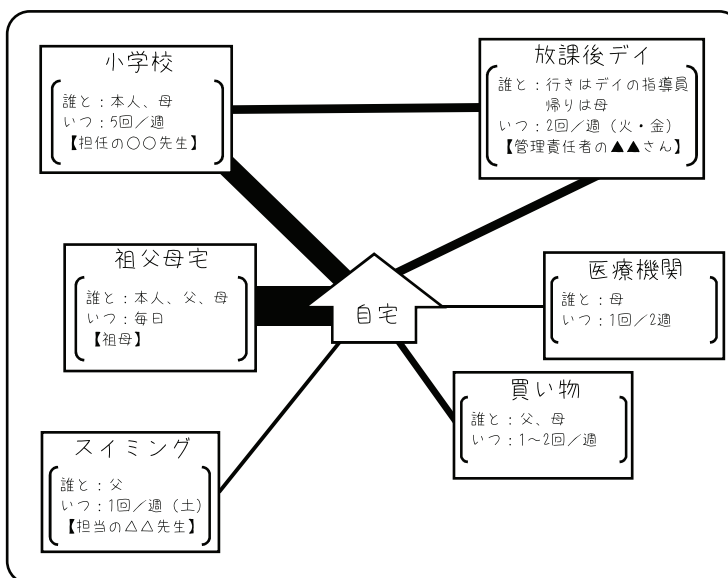 小学校
誰と：本人、母
いつ：5回／週
【担任の〇〇先生】
放課後デイ
誰と：行きはデイの指導員
帰りは母
いつ：2回／週（火・金）
【管理責任者の▲▲さん】
祖父母宅
誰と：本人、父、母
いつ：毎日
【祖母】
自宅
医療機関
誰と：母
いつ：1回／2週
買い物
誰と：父、母
いつ：1～2回／週
スイミング
誰と：父
いつ：1回／週（土）
【担当の△△先生】